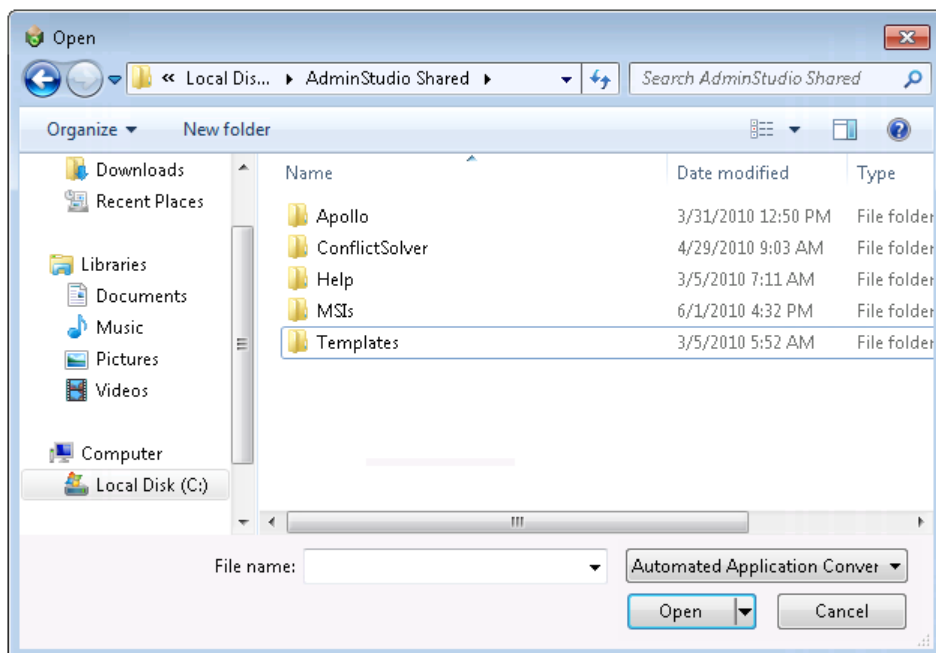 Open
« Local Dis... ▸ AdminStudio Shared ▸ Search AdminStudio Shared
Organize ▾ New folder
Downloads
Recent Places
Libraries
Documents
Music
Pictures
Videos
Computer
Local Disk (C:)
Name Date modified Type
Apollo 3/31/2010 12:50 PM File folder
ConflictSolver 4/29/2010 9:03 AM File folder
Help 3/5/2010 7:11 AM File folder
MSIs 6/1/2010 4:32 PM File folder
Templates 3/5/2010 5:52 AM File folder
File name: Automated Application Conver
Open Cancel